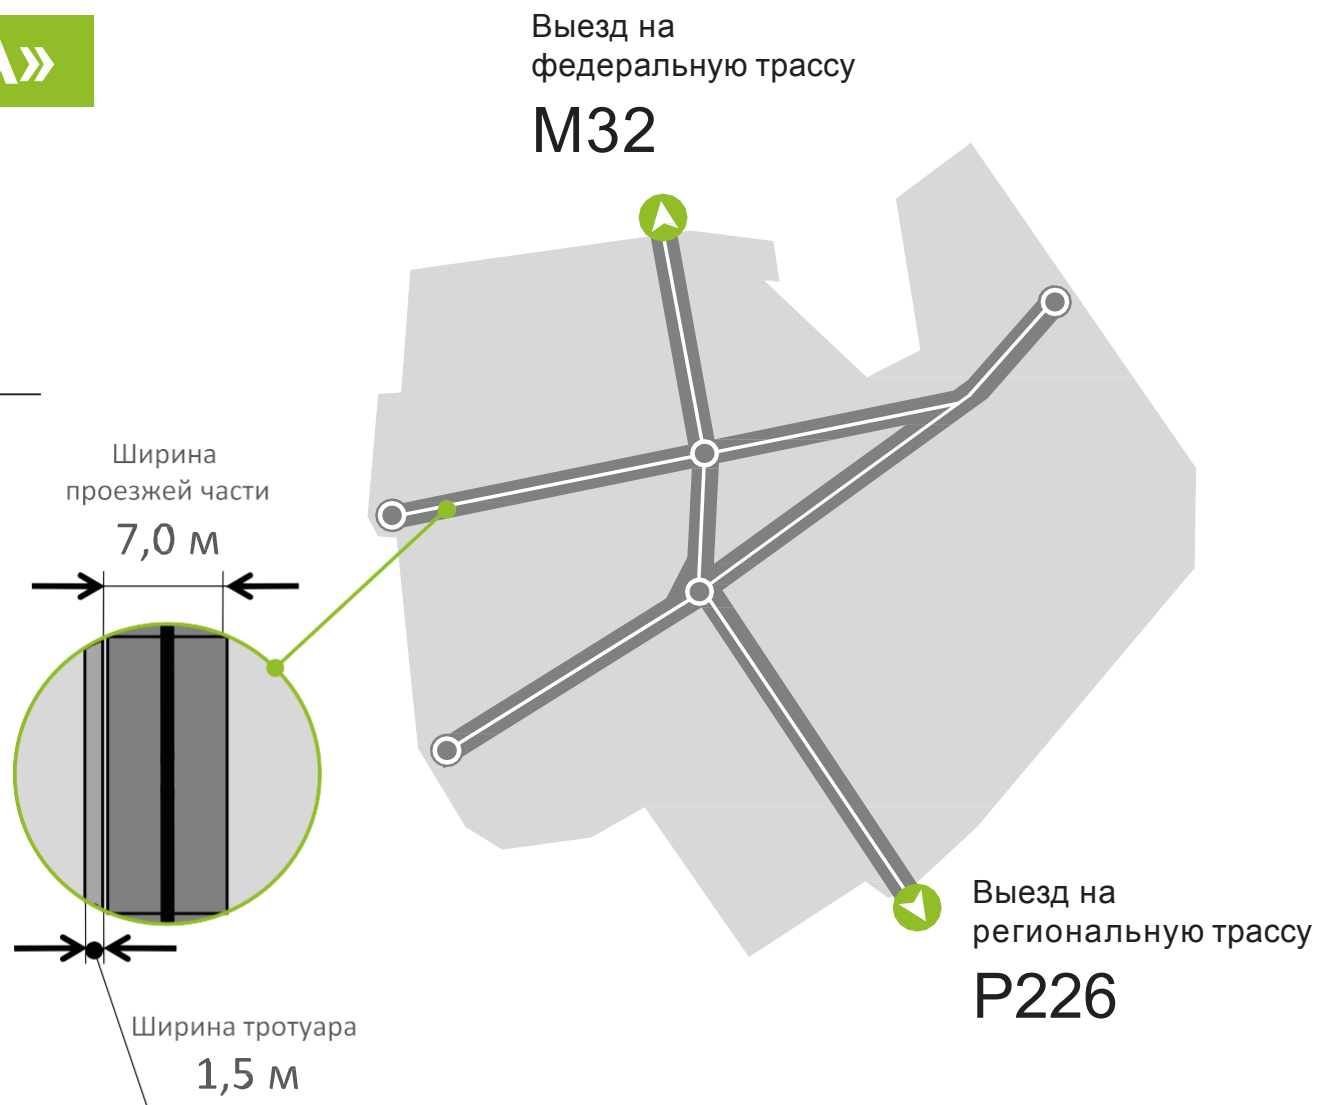 А»
Выезд на
федеральную трассу
М32
Ширина
проезжей части
7,0 м
Ширина тротуара
1,5 м
Выезд на
региональную трассу
Р226